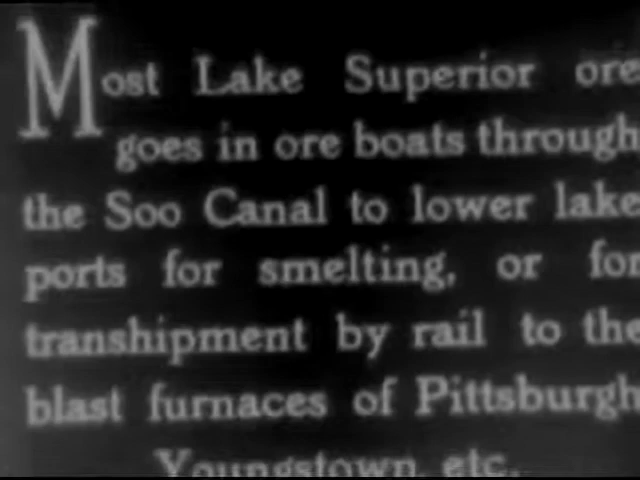 Most Lake Superior ore
goes in ore boats through
the Soo Canal to lower lake
ports for smelting, or for
transhipment by rail to the
blast furnaces of Pittsburgh
Youngstown, etc.